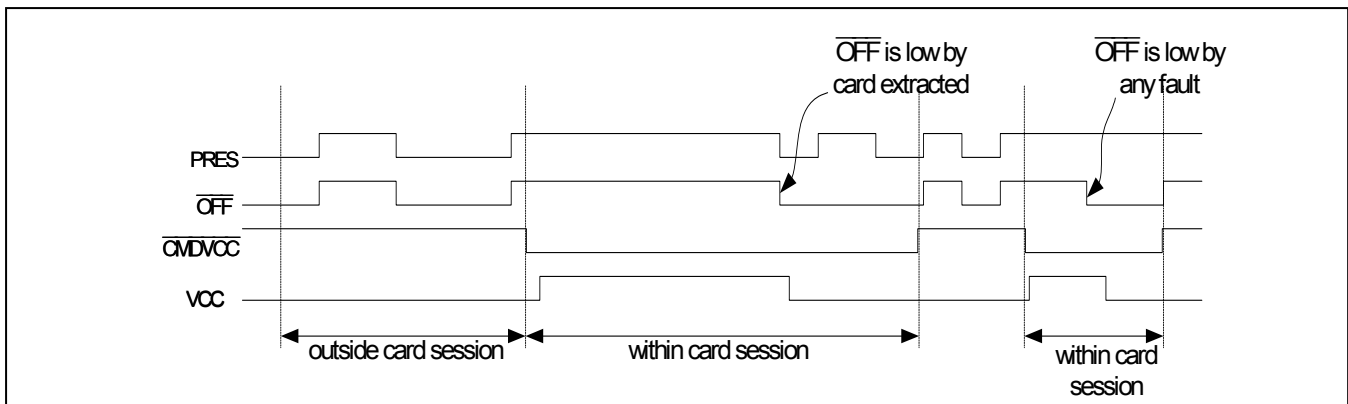 OFF is low by
card extracted
OFF is low by
any fault
PRES
OFF
CMDVCC
VCC
outside card session
within card session
within card
session